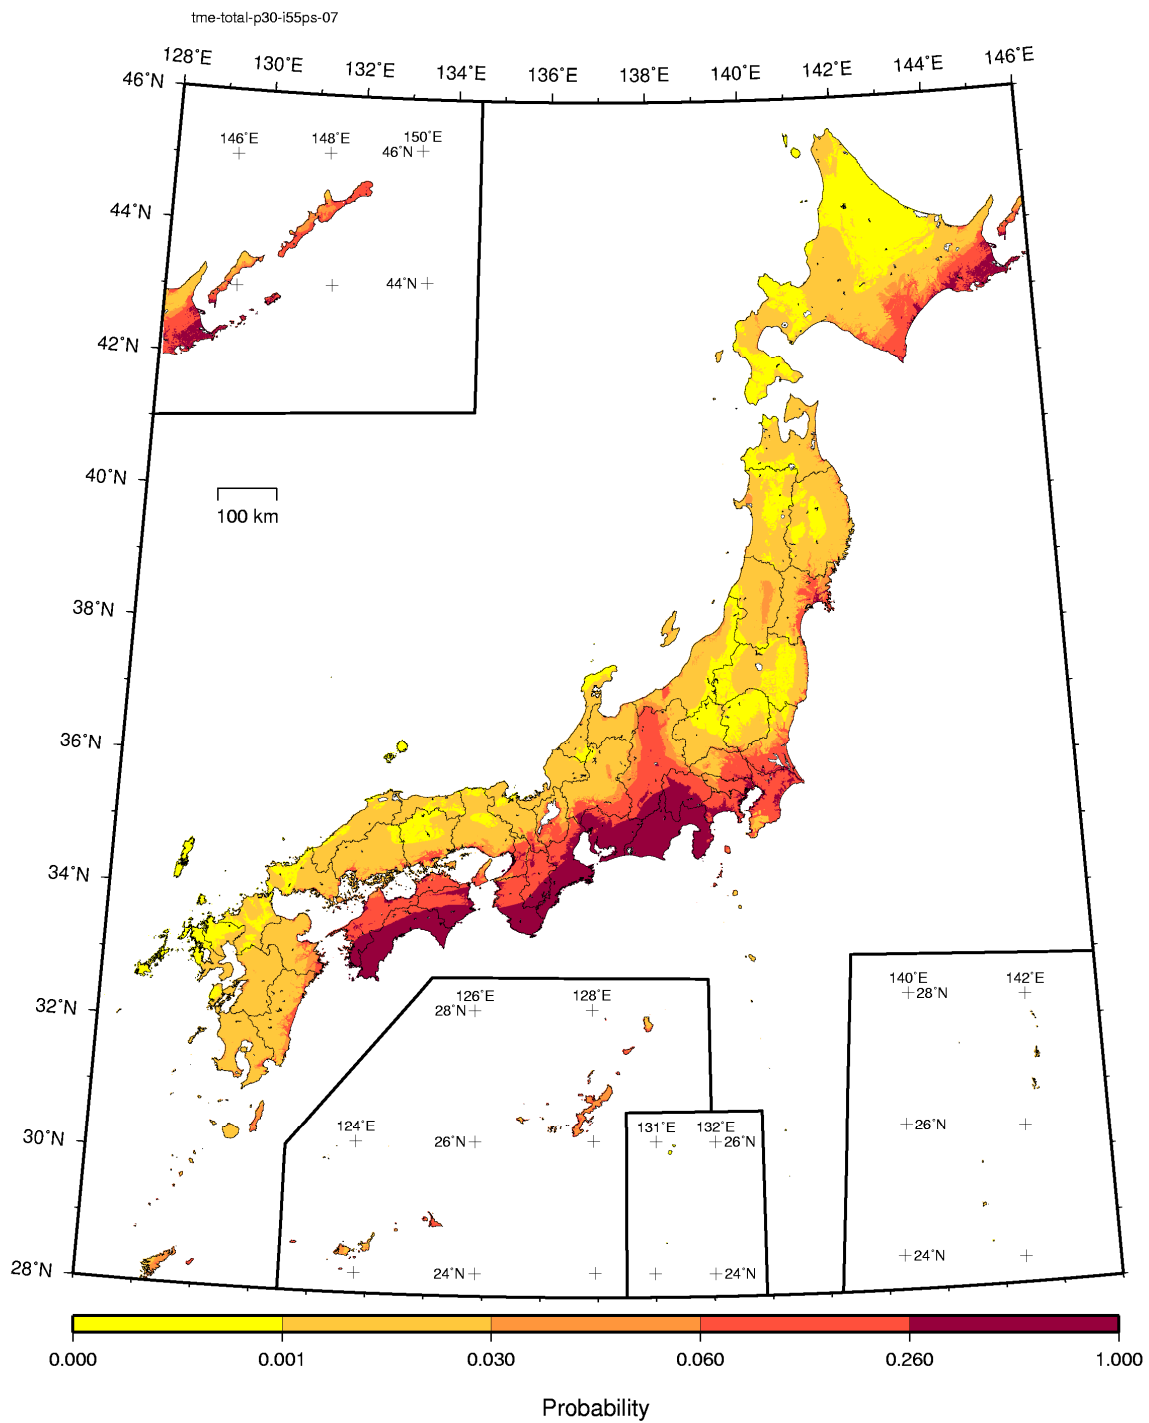 tme-total-p30-i55ps-07
128°E 130°E 132°E 134°E 136°E 138°E 140°E 142°E 144°E 146°E
46°N
146°E 148°E 150°E
46°N
44°N
44°N
42°N
40°N
100 km
38°N
36°N
34°N
32°N
126°E 128°E
28°N
140°E 142°E
28°N
124°E
26°N
131°E 132°E
26°N
26°N
30°N
24°N
24°N
24°N
28°N
0.000 0.001 0.030 0.060 0.260 1.000
Probability